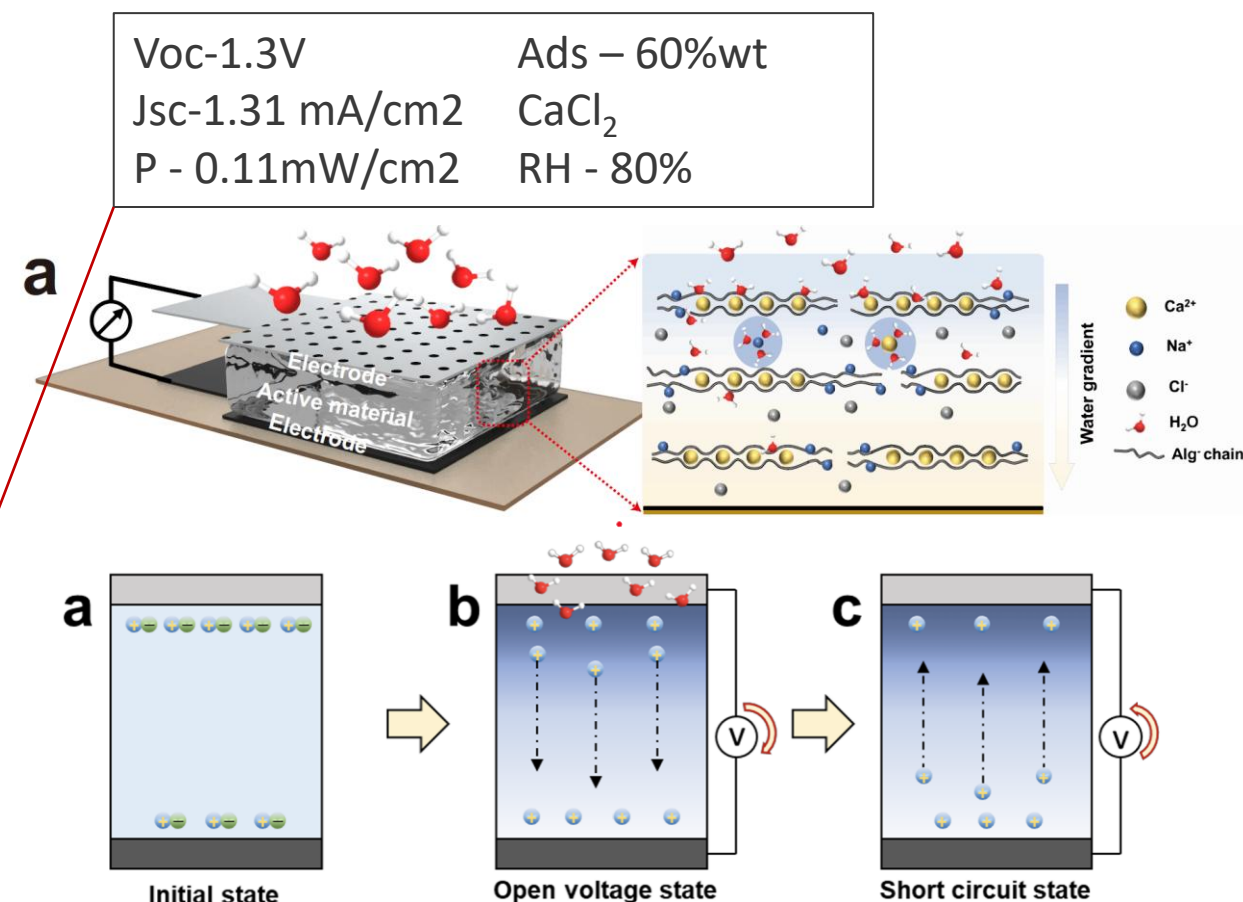 Voc-1.3V Ads – 60%wt
Jsc-1.31 mA/cm2 CaCl₂
P - 0.11mW/cm2 RH - 80%
a
Electrode
Active material
Electrode
Water gradient
Ca²⁺
Na⁺
Cl⁻
H₂O
Alg⁻ chain
a
b
c
V
V
Initial state
Open voltage state
Short circuit state